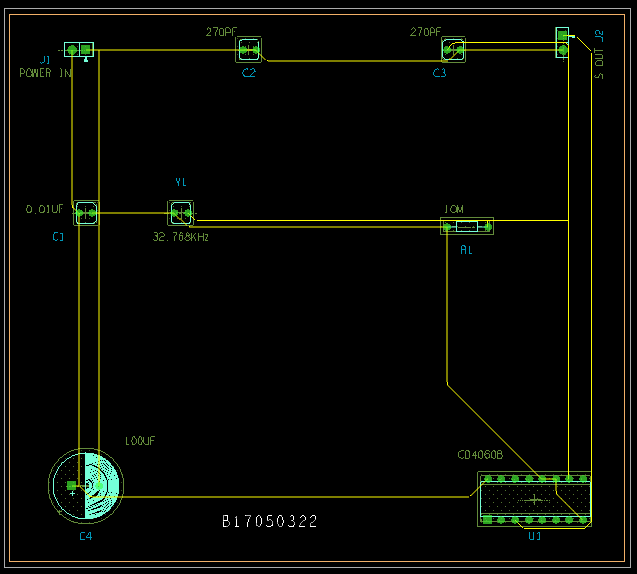 270PF
270PF
J2
J1
POWER IN
C2
C3
S OUT
Y1
0.01UF
10M
C1
32.768KHz
R1
100UF
CD4060B
B17050322
C4
U1